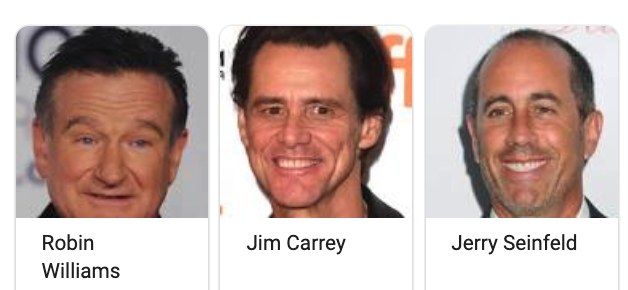 Robin
Williams
Jim Carrey
Jerry Seinfeld